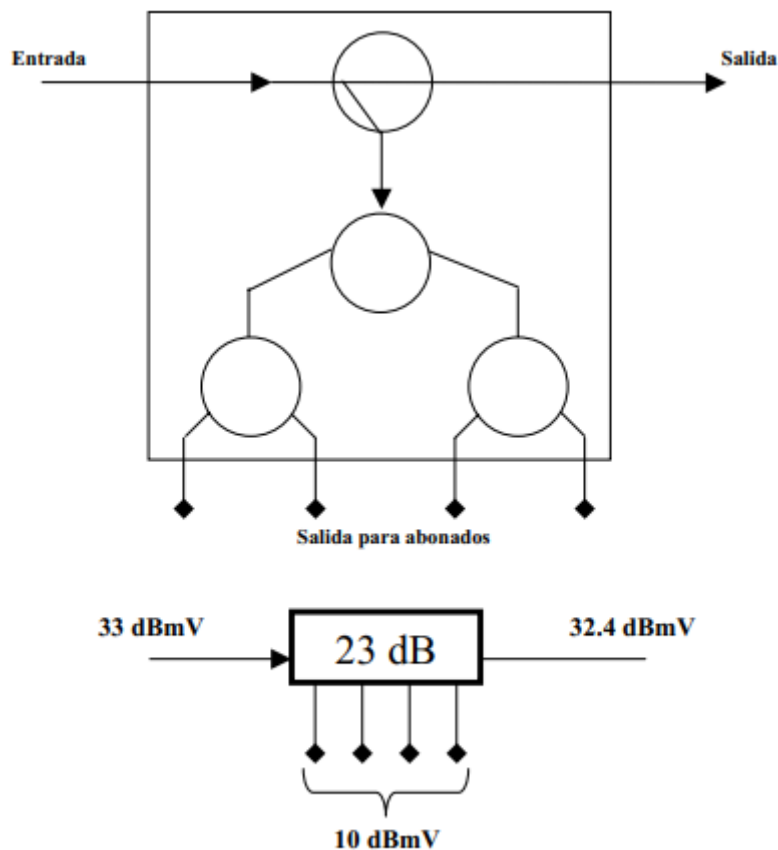 Entrada
Salida
Salida para abonados
33 dBmV
23 dB
32.4 dBmV
10 dBmV